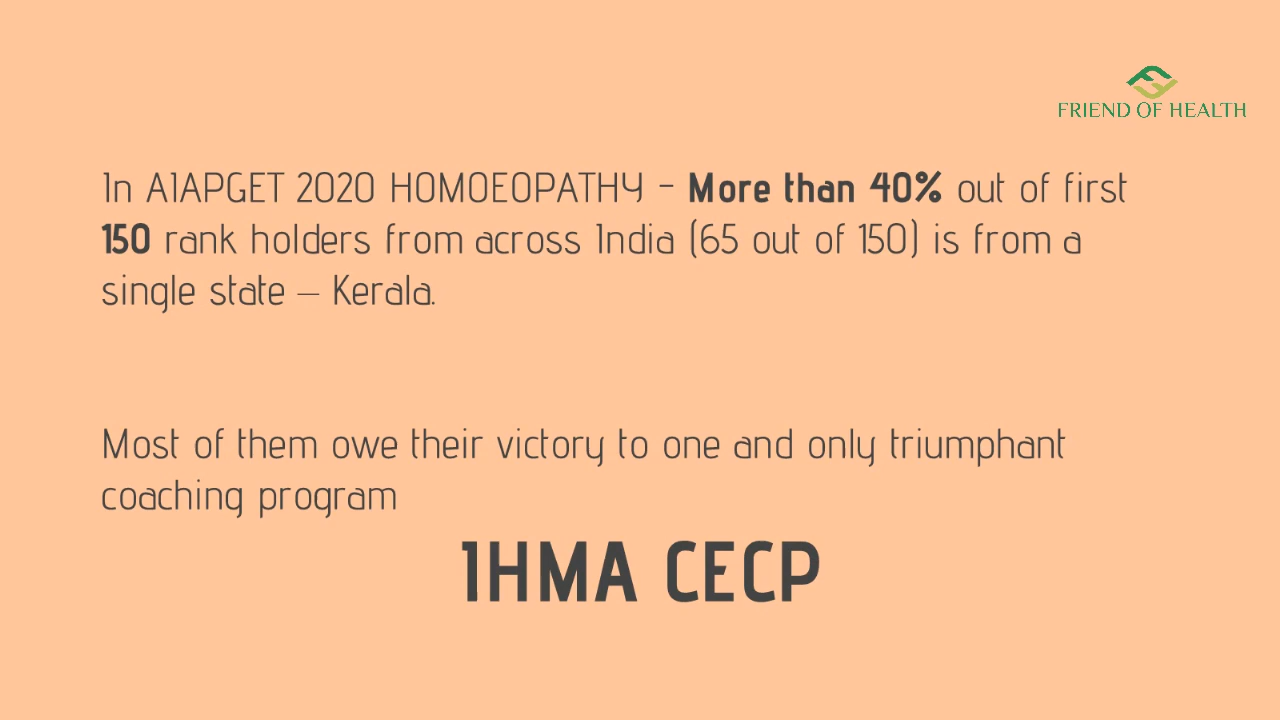 FRIEND OF HEALTH
In AIAPGET 2020 HOMOEOPATHY - More than 40% out of first
150 rank holders from across India (65 out of 150) is from a
single state – Kerala.
Most of them owe their victory to one and only triumphant
coaching program
IHMA CECP